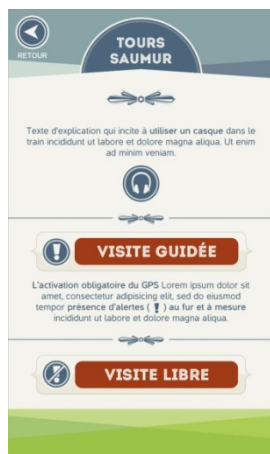 TOURS
SAUMUR
RETOUR
Texte d'explication qui incite à utiliser un casque dans le
train incididunt ut labore et dolore magna aliqua. Ut enim
ad minim veniam.
VISITE GUIDÉE
L'activation obligatoire du GPS Lorem ipsum dolor sit
amet, consectetur adipisicing elit, sed do eiusmod
tempor présence d'alertes ( ! ) au fur et à mesure
incididunt ut labore et dolore magna aliqua.
VISITE LIBRE